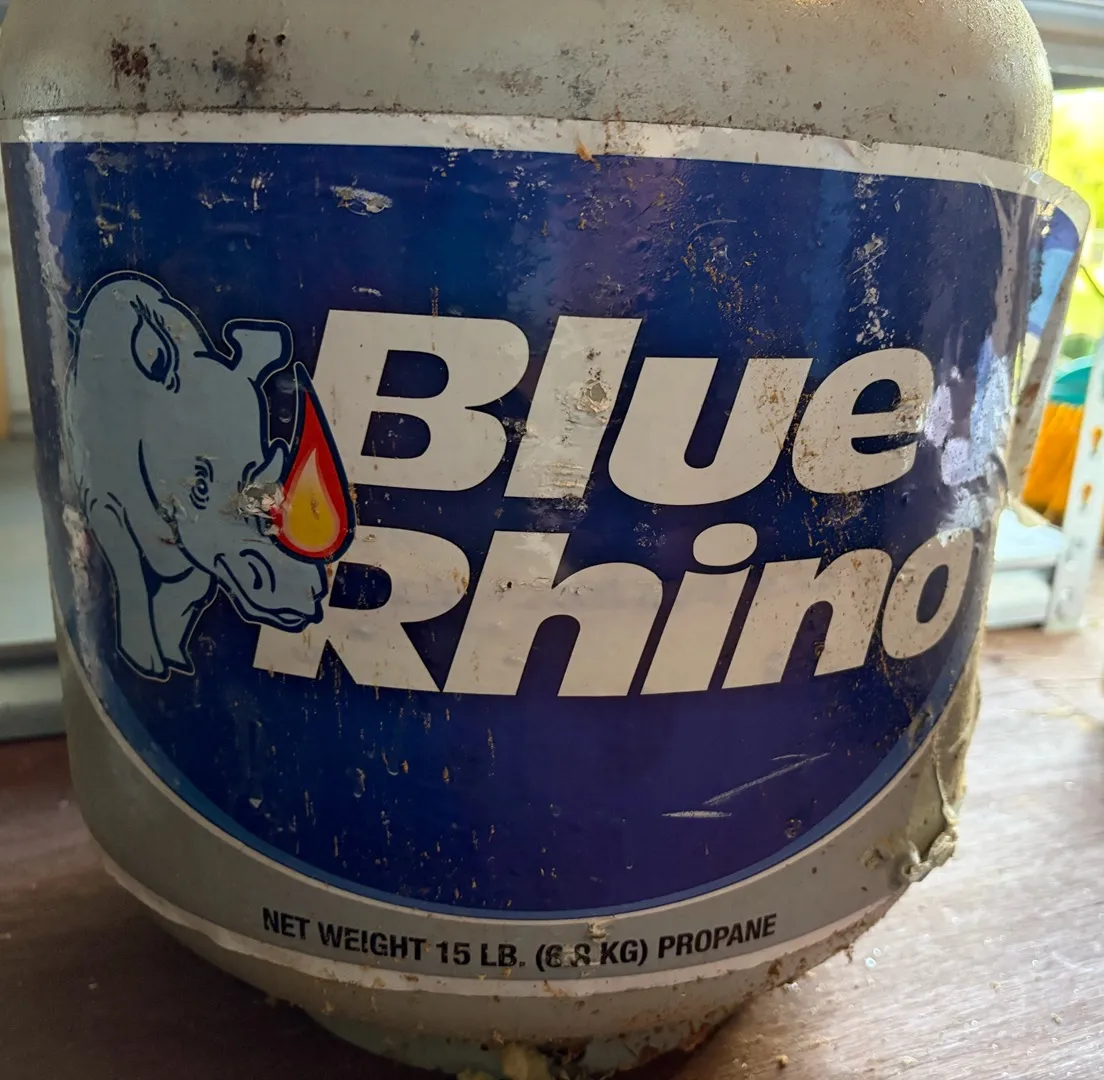 Blue
Rhino
NET WEIGHT 15 LB. (6.8 KG) PROPANE